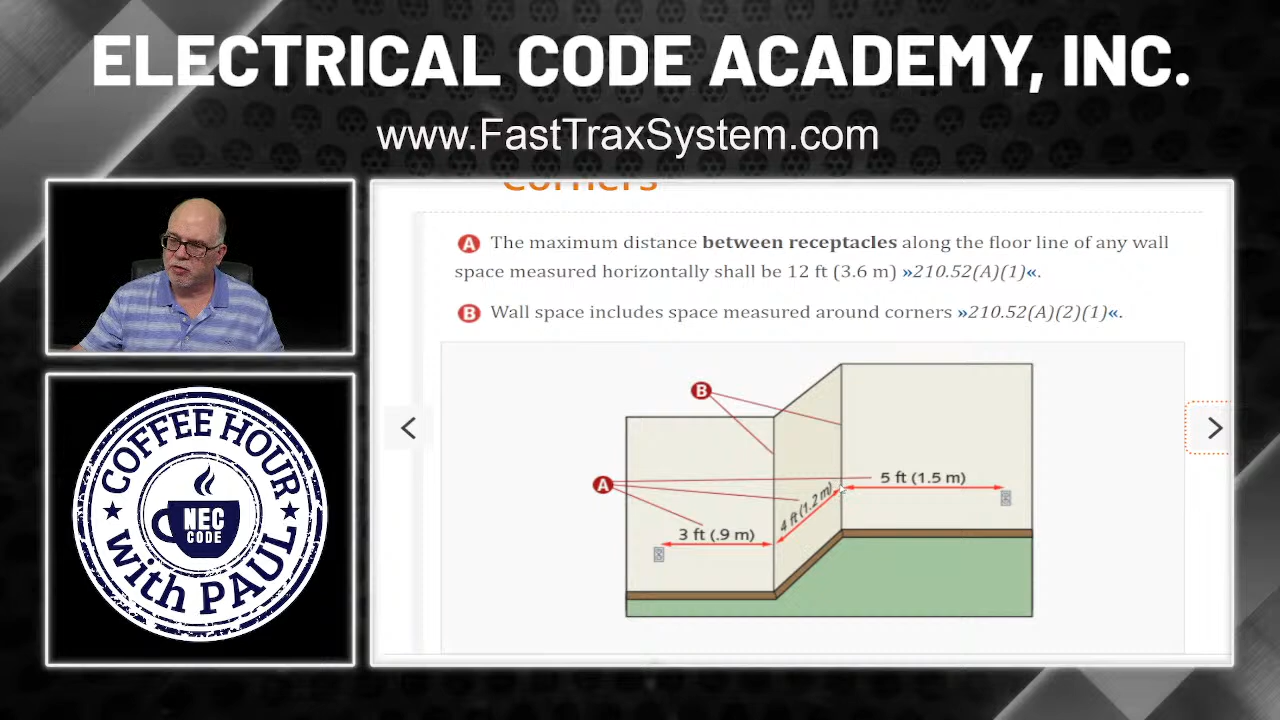 ELECTRICAL CODE ACADEMY, INC.
www.FastTraxSystem.com
Corners
A The maximum distance between receptacles along the floor line of any wall
space measured horizontally shall be 12 ft (3.6 m) »210.52(A)(1)«.
B Wall space includes space measured around corners »210.52(A)(2)(1)«.
B
A
3 ft (.9 m)
4 ft (1.2 m)
5 ft (1.5 m)
COFFEE HOUR
NEC
CODE
with PAUL